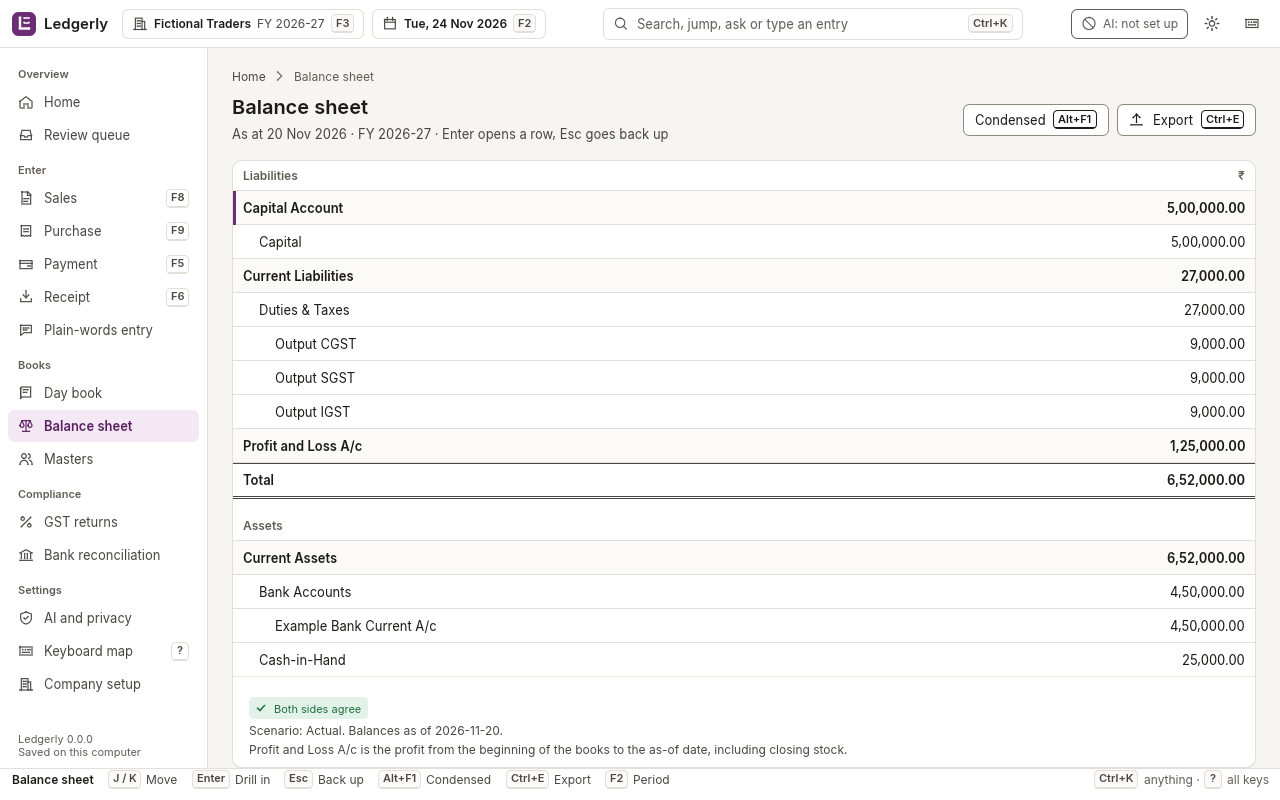 Ledgerly
Fictional Traders FY 2026-27 F3
Tue, 24 Nov 2026 F2
Search, jump, ask or type an entry Ctrl+K
AI: not set up
Overview
Home
Review queue
Enter
Sales F8
Purchase F9
Payment F5
Receipt F6
Plain-words entry
Books
Day book
Balance sheet
Masters
Compliance
GST returns
Bank reconciliation
Settings
AI and privacy
Keyboard map ?
Company setup
Ledgerly 0.0.0
Saved on this computer
Home Balance sheet
Balance sheet
As at 20 Nov 2026 · FY 2026-27 · Enter opens a row, Esc goes back up
Condensed Alt+F1
Export Ctrl+E
Liabilities ₹
Capital Account 5,00,000.00
Capital 5,00,000.00
Current Liabilities 27,000.00
Duties & Taxes 27,000.00
Output CGST 9,000.00
Output SGST 9,000.00
Output IGST 9,000.00
Profit and Loss A/c 1,25,000.00
Total 6,52,000.00
Assets
Current Assets 6,52,000.00
Bank Accounts 4,50,000.00
Example Bank Current A/c 4,50,000.00
Cash-in-Hand 25,000.00
Both sides agree
Scenario: Actual. Balances as of 2026-11-20.
Profit and Loss A/c is the profit from the beginning of the books to the as-of date, including closing stock.
Balance sheet J / K Move Enter Drill in Esc Back up Alt+F1 Condensed Ctrl+E Export F2 Period Ctrl+K anything · ? all keys